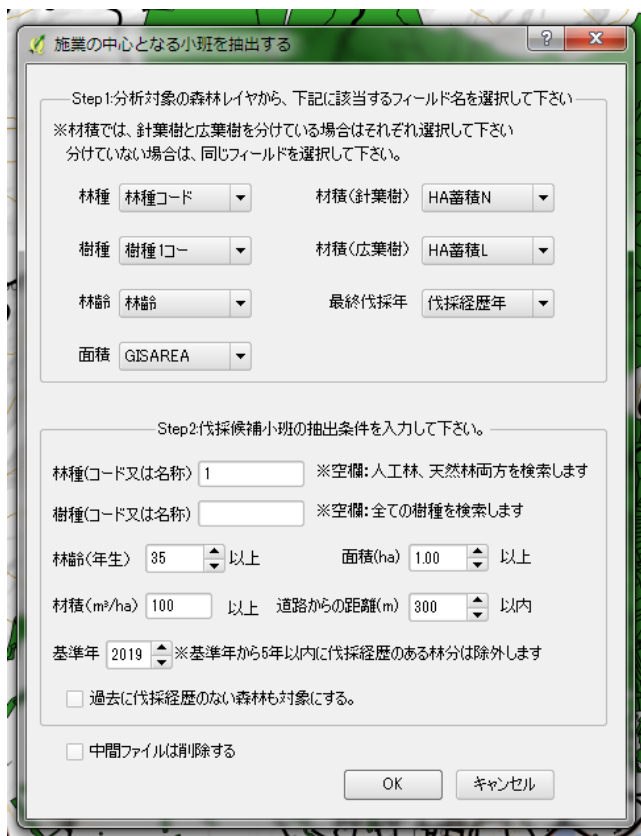 施業の中心となる小班を抽出する
Step1:分析対象の森林レイヤから、下記に該当するフィールド名を選択して下さい
※材積では、針葉樹と広葉樹を分けている場合はそれぞれ選択して下さい
分けていない場合は、同じフィールドを選択して下さい。
林種 林種コード 材積(針葉樹) HA蓄積N
樹種 樹種1コー 材積(広葉樹) HA蓄積L
林齢 林齢 最終伐採年 伐採経歴年
面積 GISAREA
Step2:伐採候補小班の抽出条件を入力して下さい。
林種(コード又は名称) 1 ※空欄:人工林、天然林両方を検索します
樹種(コード又は名称) ※空欄:全ての樹種を検索します
林齢(年生) 35 以上 面積(ha) 1.00 以上
材積(m³/ha) 100 以上 道路からの距離(m) 300 以内
基準年 2019 ※基準年から5年以内に伐採経歴のある林分は除外します
過去に伐採経歴のない森林も対象にする。
中間ファイルは削除する
OK キャンセル